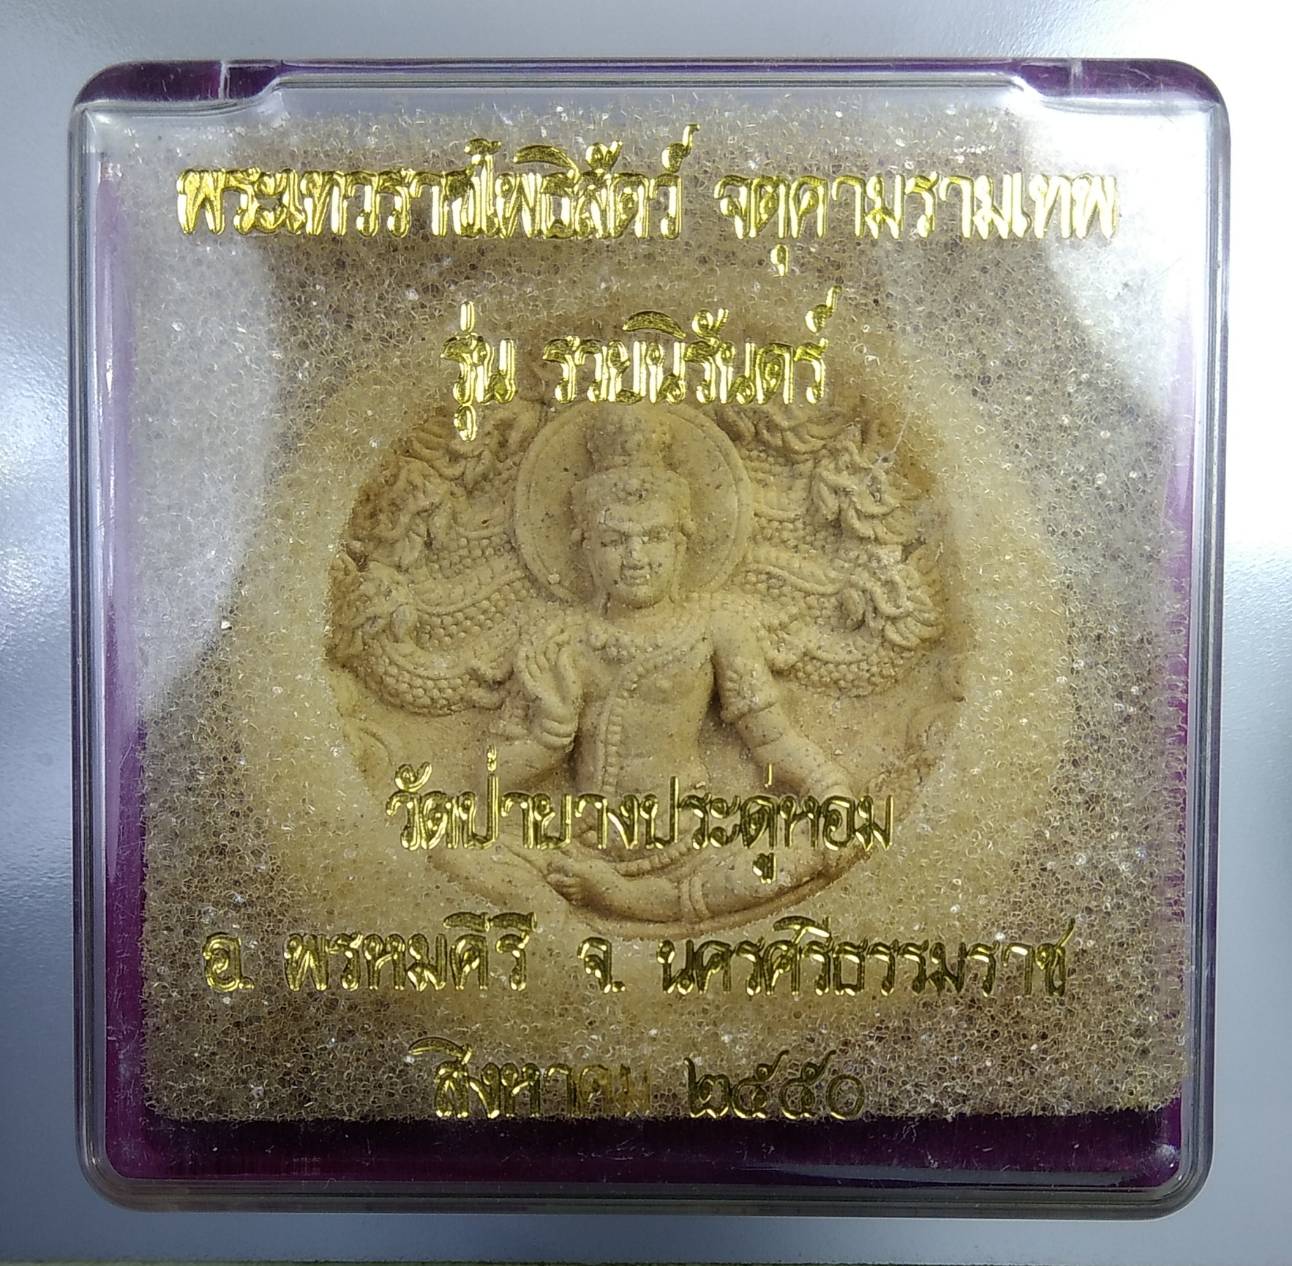 พระเทวราชโพธิสัตว์ จตุคามรามเทพ
รุ่น รวยนิรันดร์
วัดป่ายางประดู่หอม
อ. พรหมคีรี จ. นครศรีธรรมราช
สิงหาคม ๒๕๕๐